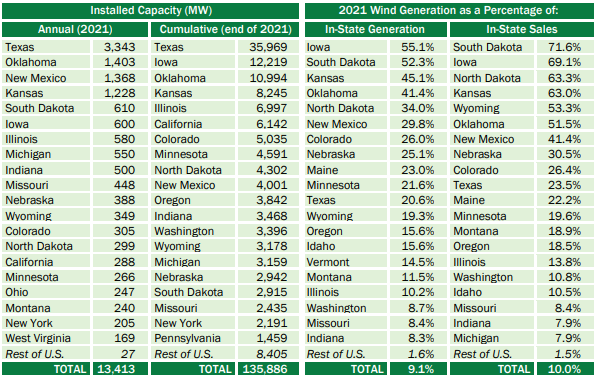 Installed Capacity (MW) 2021 Wind Generation as a Percentage of:
Annual (2021) Cumulative (end of 2021) In-State Generation In-State Sales
Texas 3,343 Texas 35,969 Iowa 55.1% South Dakota 71.6%
Oklahoma 1,403 Iowa 12,219 South Dakota 52.3% Iowa 69.1%
New Mexico 1,368 Oklahoma 10,994 Kansas 45.1% North Dakota 63.3%
Kansas 1,228 Kansas 8,245 Oklahoma 41.4% Kansas 63.0%
South Dakota 610 Illinois 6,997 North Dakota 34.0% Wyoming 53.3%
Iowa 600 California 6,142 New Mexico 29.8% Oklahoma 51.5%
Illinois 580 Colorado 5,035 Colorado 26.0% New Mexico 41.4%
Michigan 550 Minnesota 4,591 Nebraska 25.1% Nebraska 30.5%
Indiana 500 North Dakota 4,302 Maine 23.0% Colorado 26.4%
Missouri 448 New Mexico 4,001 Minnesota 21.6% Texas 23.5%
Nebraska 388 Oregon 3,842 Texas 20.6% Maine 22.2%
Wyoming 349 Indiana 3,468 Wyoming 19.3% Minnesota 19.6%
Colorado 305 Washington 3,396 Oregon 15.6% Montana 18.9%
North Dakota 299 Wyoming 3,178 Idaho 15.6% Oregon 18.5%
California 288 Michigan 3,159 Vermont 14.5% Illinois 13.8%
Minnesota 266 Nebraska 2,942 Montana 11.5% Washington 10.8%
Ohio 247 South Dakota 2,915 Illinois 10.2% Idaho 10.5%
Montana 240 Missouri 2,435 Washington 8.7% Missouri 8.4%
New York 205 New York 2,191 Missouri 8.4% Indiana 7.9%
West Virginia 169 Pennsylvania 1,459 Indiana 8.3% Michigan 7.9%
Rest of U.S. 27 Rest of U.S. 8,405 Rest of U.S. 1.6% Rest of U.S. 1.5%
TOTAL 13,413 TOTAL 135,886 TOTAL 9.1% TOTAL 10.0%